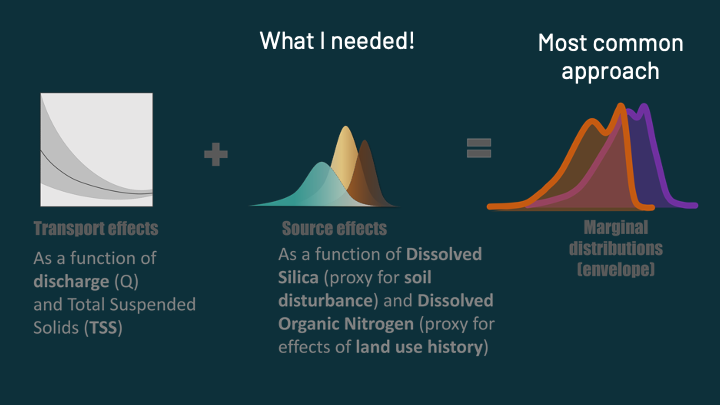 What I needed!
Most common
approach
Transport effects
As a function of
discharge (Q)
and Total Suspended
Solids (TSS)
Source effects
As a function of Dissolved
Silica (proxy for soil
disturbance) and Dissolved
Organic Nitrogen (proxy for
effects of land use history)
Marginal
distributions
(envelope)